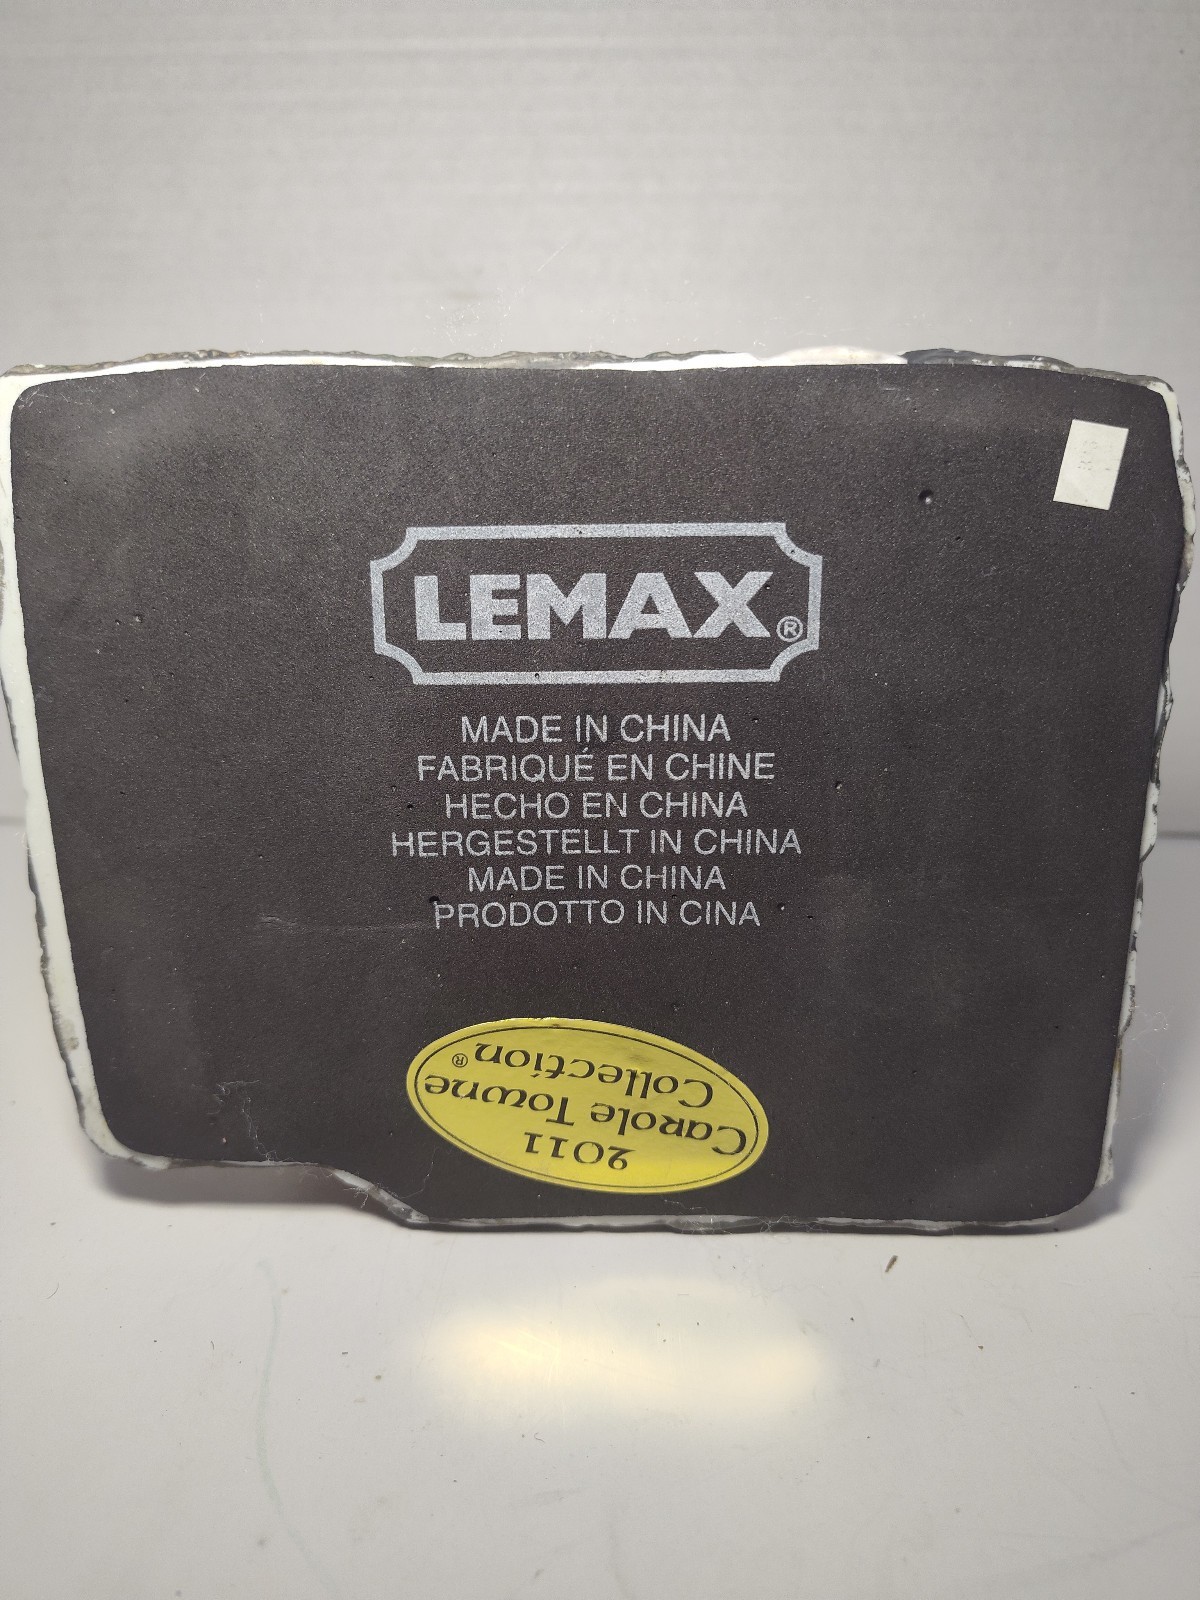 LEMAX®
MADE IN CHINA
FABRIQUÉ EN CHINE
HECHO EN CHINA
HERGESTELLT IN CHINA
MADE IN CHINA
PRODOTTO IN CINA
2011
Carole Towne
Collection®